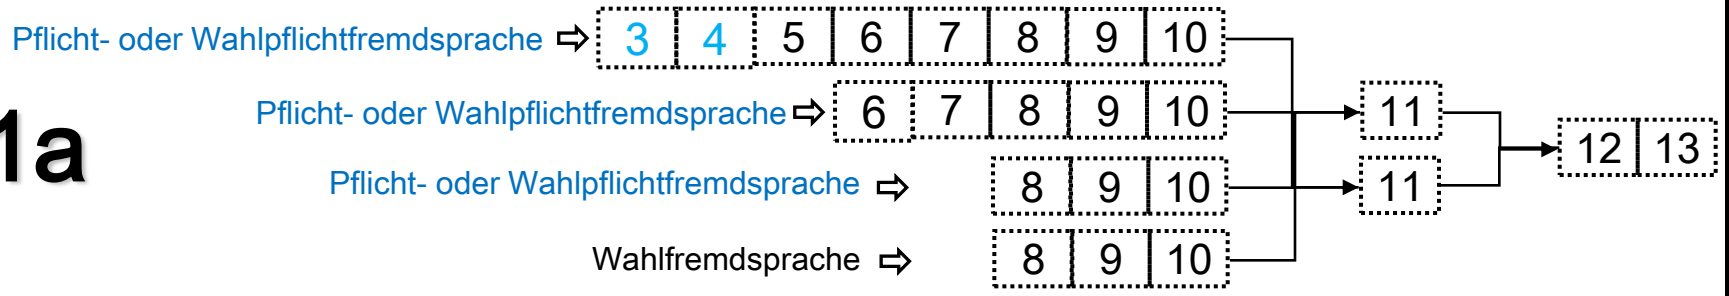 Pflicht- oder Wahlpflichtfremdsprache ⇨ 3 4 5 6 7 8 9 10
Pflicht- oder Wahlpflichtfremdsprache ⇨ 6 7 8 9 10 11
1a
12 13
Pflicht- oder Wahlpflichtfremdsprache ⇨ 8 9 10 11
Wahlfremdsprache ⇨ 8 9 10